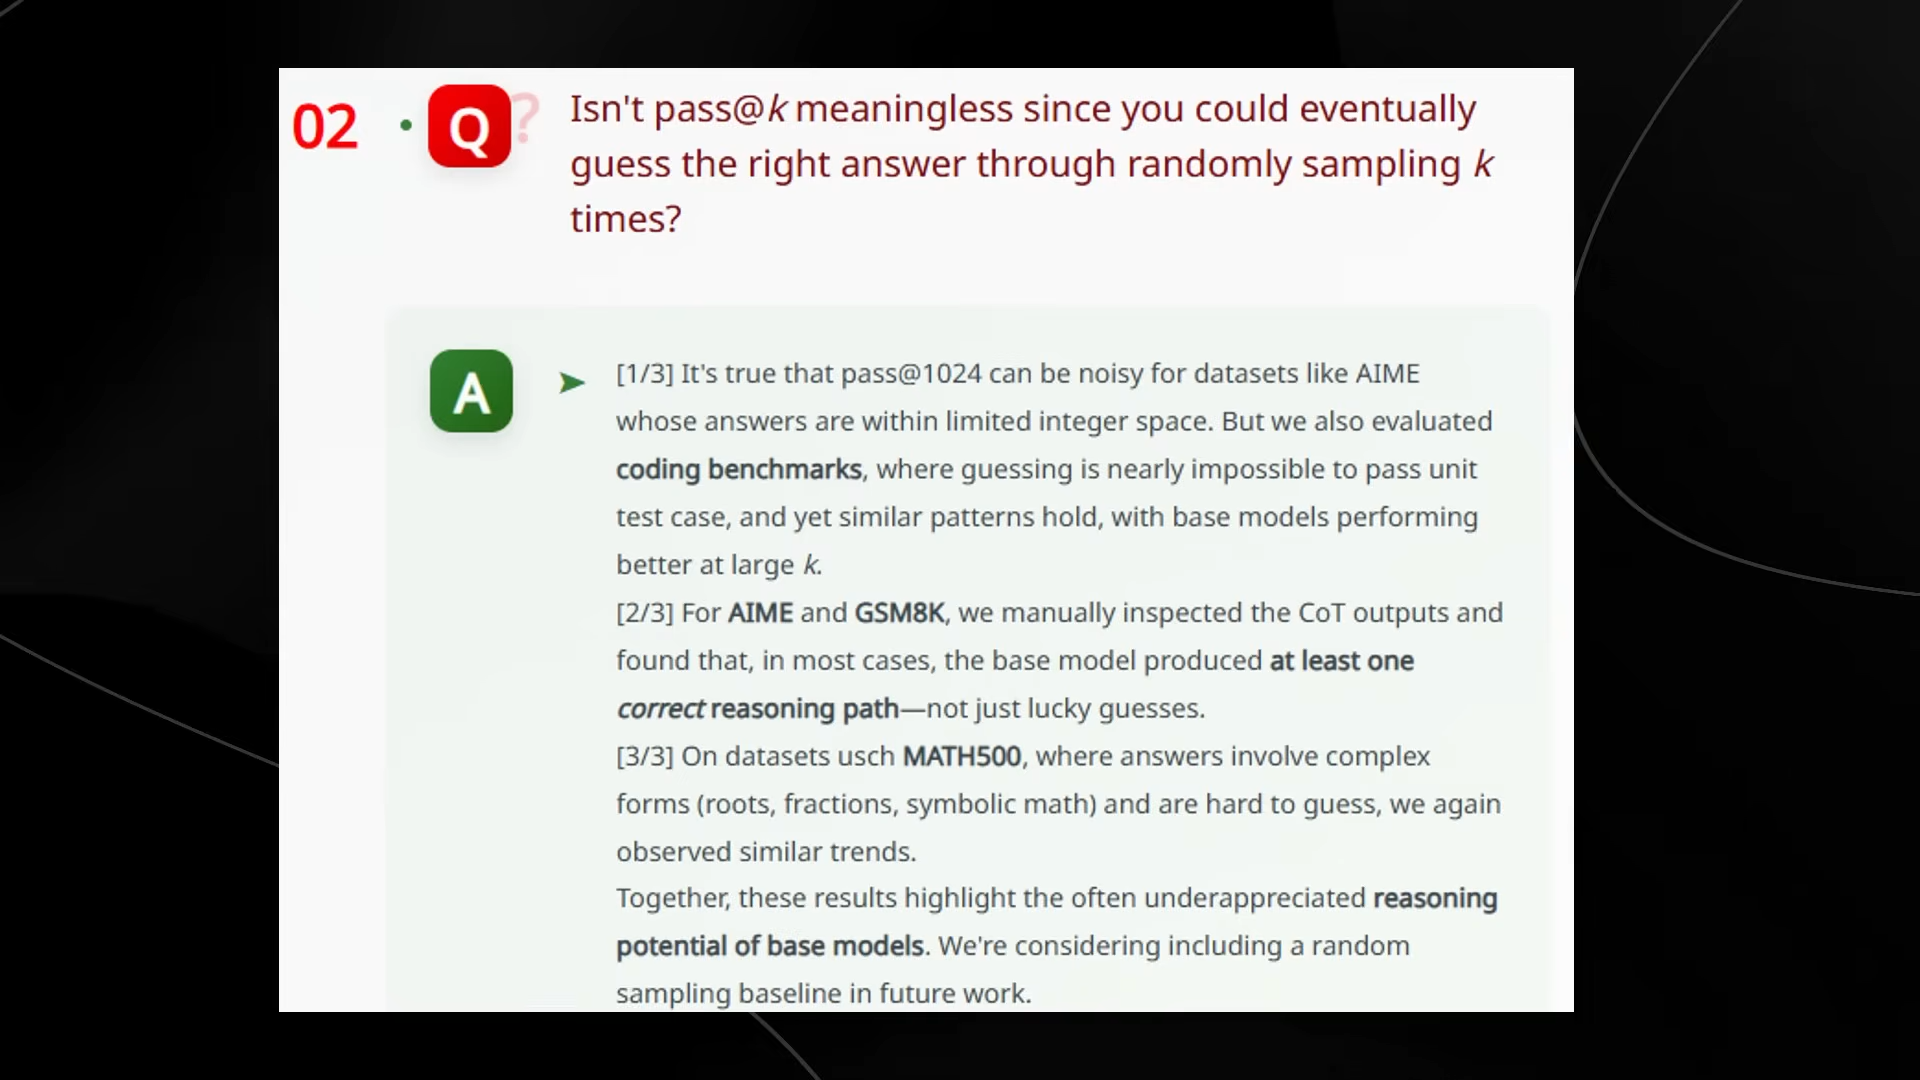 02 • Q ? Isn't pass@k meaningless since you could eventually
guess the right answer through randomly sampling k
times?
A ➤ [1/3] It's true that pass@1024 can be noisy for datasets like AIME
whose answers are within limited integer space. But we also evaluated
coding benchmarks, where guessing is nearly impossible to pass unit
test case, and yet similar patterns hold, with base models performing
better at large k.
[2/3] For AIME and GSM8K, we manually inspected the CoT outputs and
found that, in most cases, the base model produced at least one
correct reasoning path—not just lucky guesses.
[3/3] On datasets usch MATH500, where answers involve complex
forms (roots, fractions, symbolic math) and are hard to guess, we again
observed similar trends.
Together, these results highlight the often underappreciated reasoning
potential of base models. We're considering including a random
sampling baseline in future work.